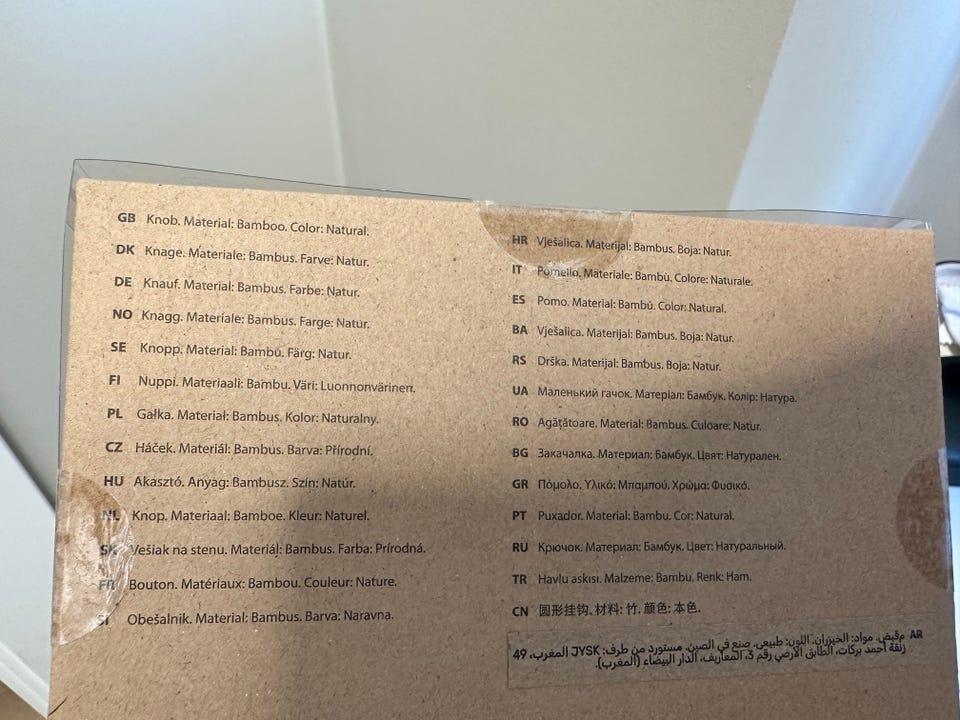 GB Knob. Material: Bamboo. Color: Natural.
DK Knage. Materiale: Bambus. Farve: Natur.
DE Knauf. Material: Bambus. Farbe: Natur.
NO Knagg. Materiale: Bambus. Farge: Natur.
SE Knopp. Material: Bambu. Färg: Natur.
FI Nuppi. Materiaali: Bambu. Väri: Luonnonvärinen.
PL Gałka. Materiał: Bambus. Kolor: Naturalny.
CZ Háček. Materiál: Bambus. Barva: Přírodní.
HU Akasztó. Anyag: Bambusz. Szín: Natúr.
NL Knop. Materiaal: Bamboe. Kleur: Naturel.
SK Vešiak na stenu. Materiál: Bambus. Farba: Prírodná.
FR Bouton. Matériaux: Bambou. Couleur: Nature.
SI Obešalnik. Material: Bambus. Barva: Naravna.
HR Vješalica. Materijal: Bambus. Boja: Natur.
IT Pomello. Materiale: Bambù. Colore: Naturale.
ES Pomo. Material: Bambú. Color: Natural.
BA Vješalica. Materijal: Bambus. Boja: Natur.
RS Drška. Materijal: Bambus. Boja: Natur.
UA Маленький гачок. Матеріал: Бамбук. Колір: Натура.
RO Agățătoare. Material: Bambus. Culoare: Natur.
BG Закачалка. Материал: Бамбук. Цвят: Натурален.
GR Πόμολο. Υλικό: Μπαμπού. Χρώμα: Φυσικό.
PT Puxador. Material: Bambu. Cor: Natural.
RU Крючок. Материал: Бамбук. Цвет: Натуральный.
TR Havlu askısı. Malzeme: Bambu. Renk: Ham.
CN 圆形挂钩. 材料: 竹. 颜色: 本色.
AR مقبض. مواد: الخيزران. اللون: طبيعي. صنع في الصين. مستورد من طرف: JYSK المغرب، 49
زنقة أحمد بركات، الطابق الأرضي رقم 3، المعاريف، الدار البيضاء (المغرب).